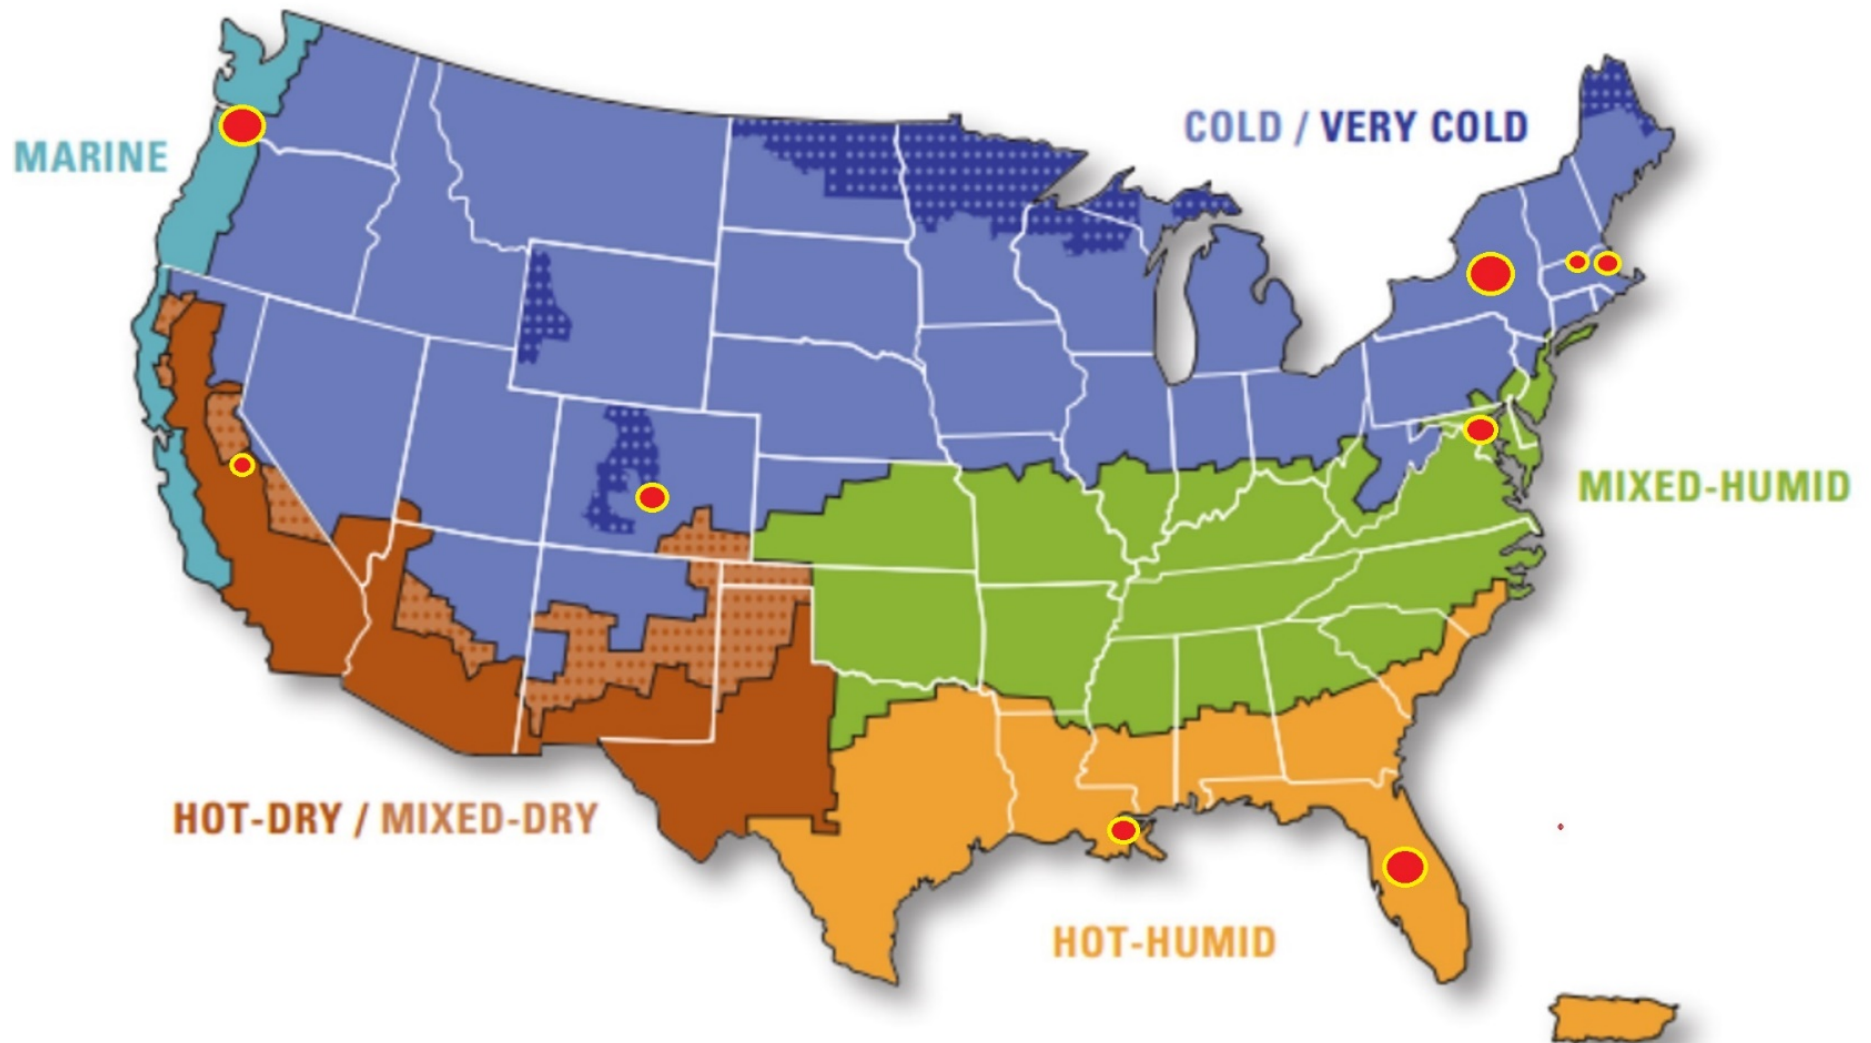 COLD / VERY COLD
MARINE
MIXED-HUMID
HOT-DRY / MIXED-DRY
HOT-HUMID